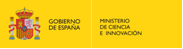 GOBIERNO
DE ESPAÑA
MINISTERIO
DE CIENCIA
E INNOVACIÓN